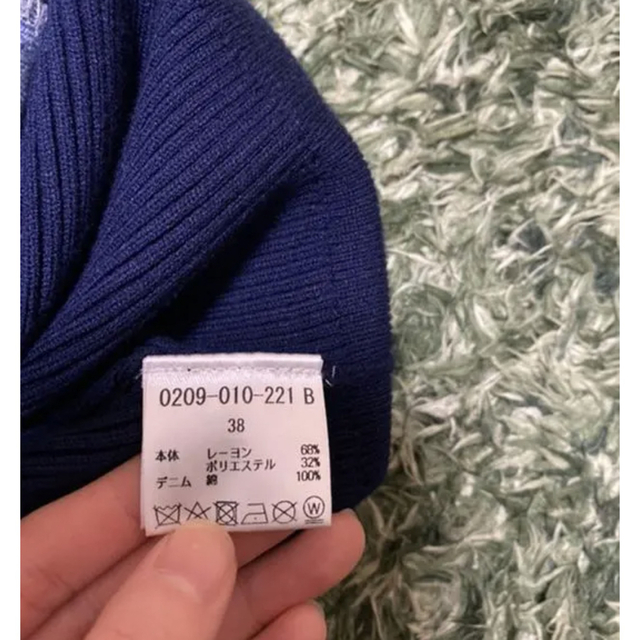 0209-010-221 B
38
本体 レーヨン 68%
ポリエステル 32%
デニム 綿 100%
W